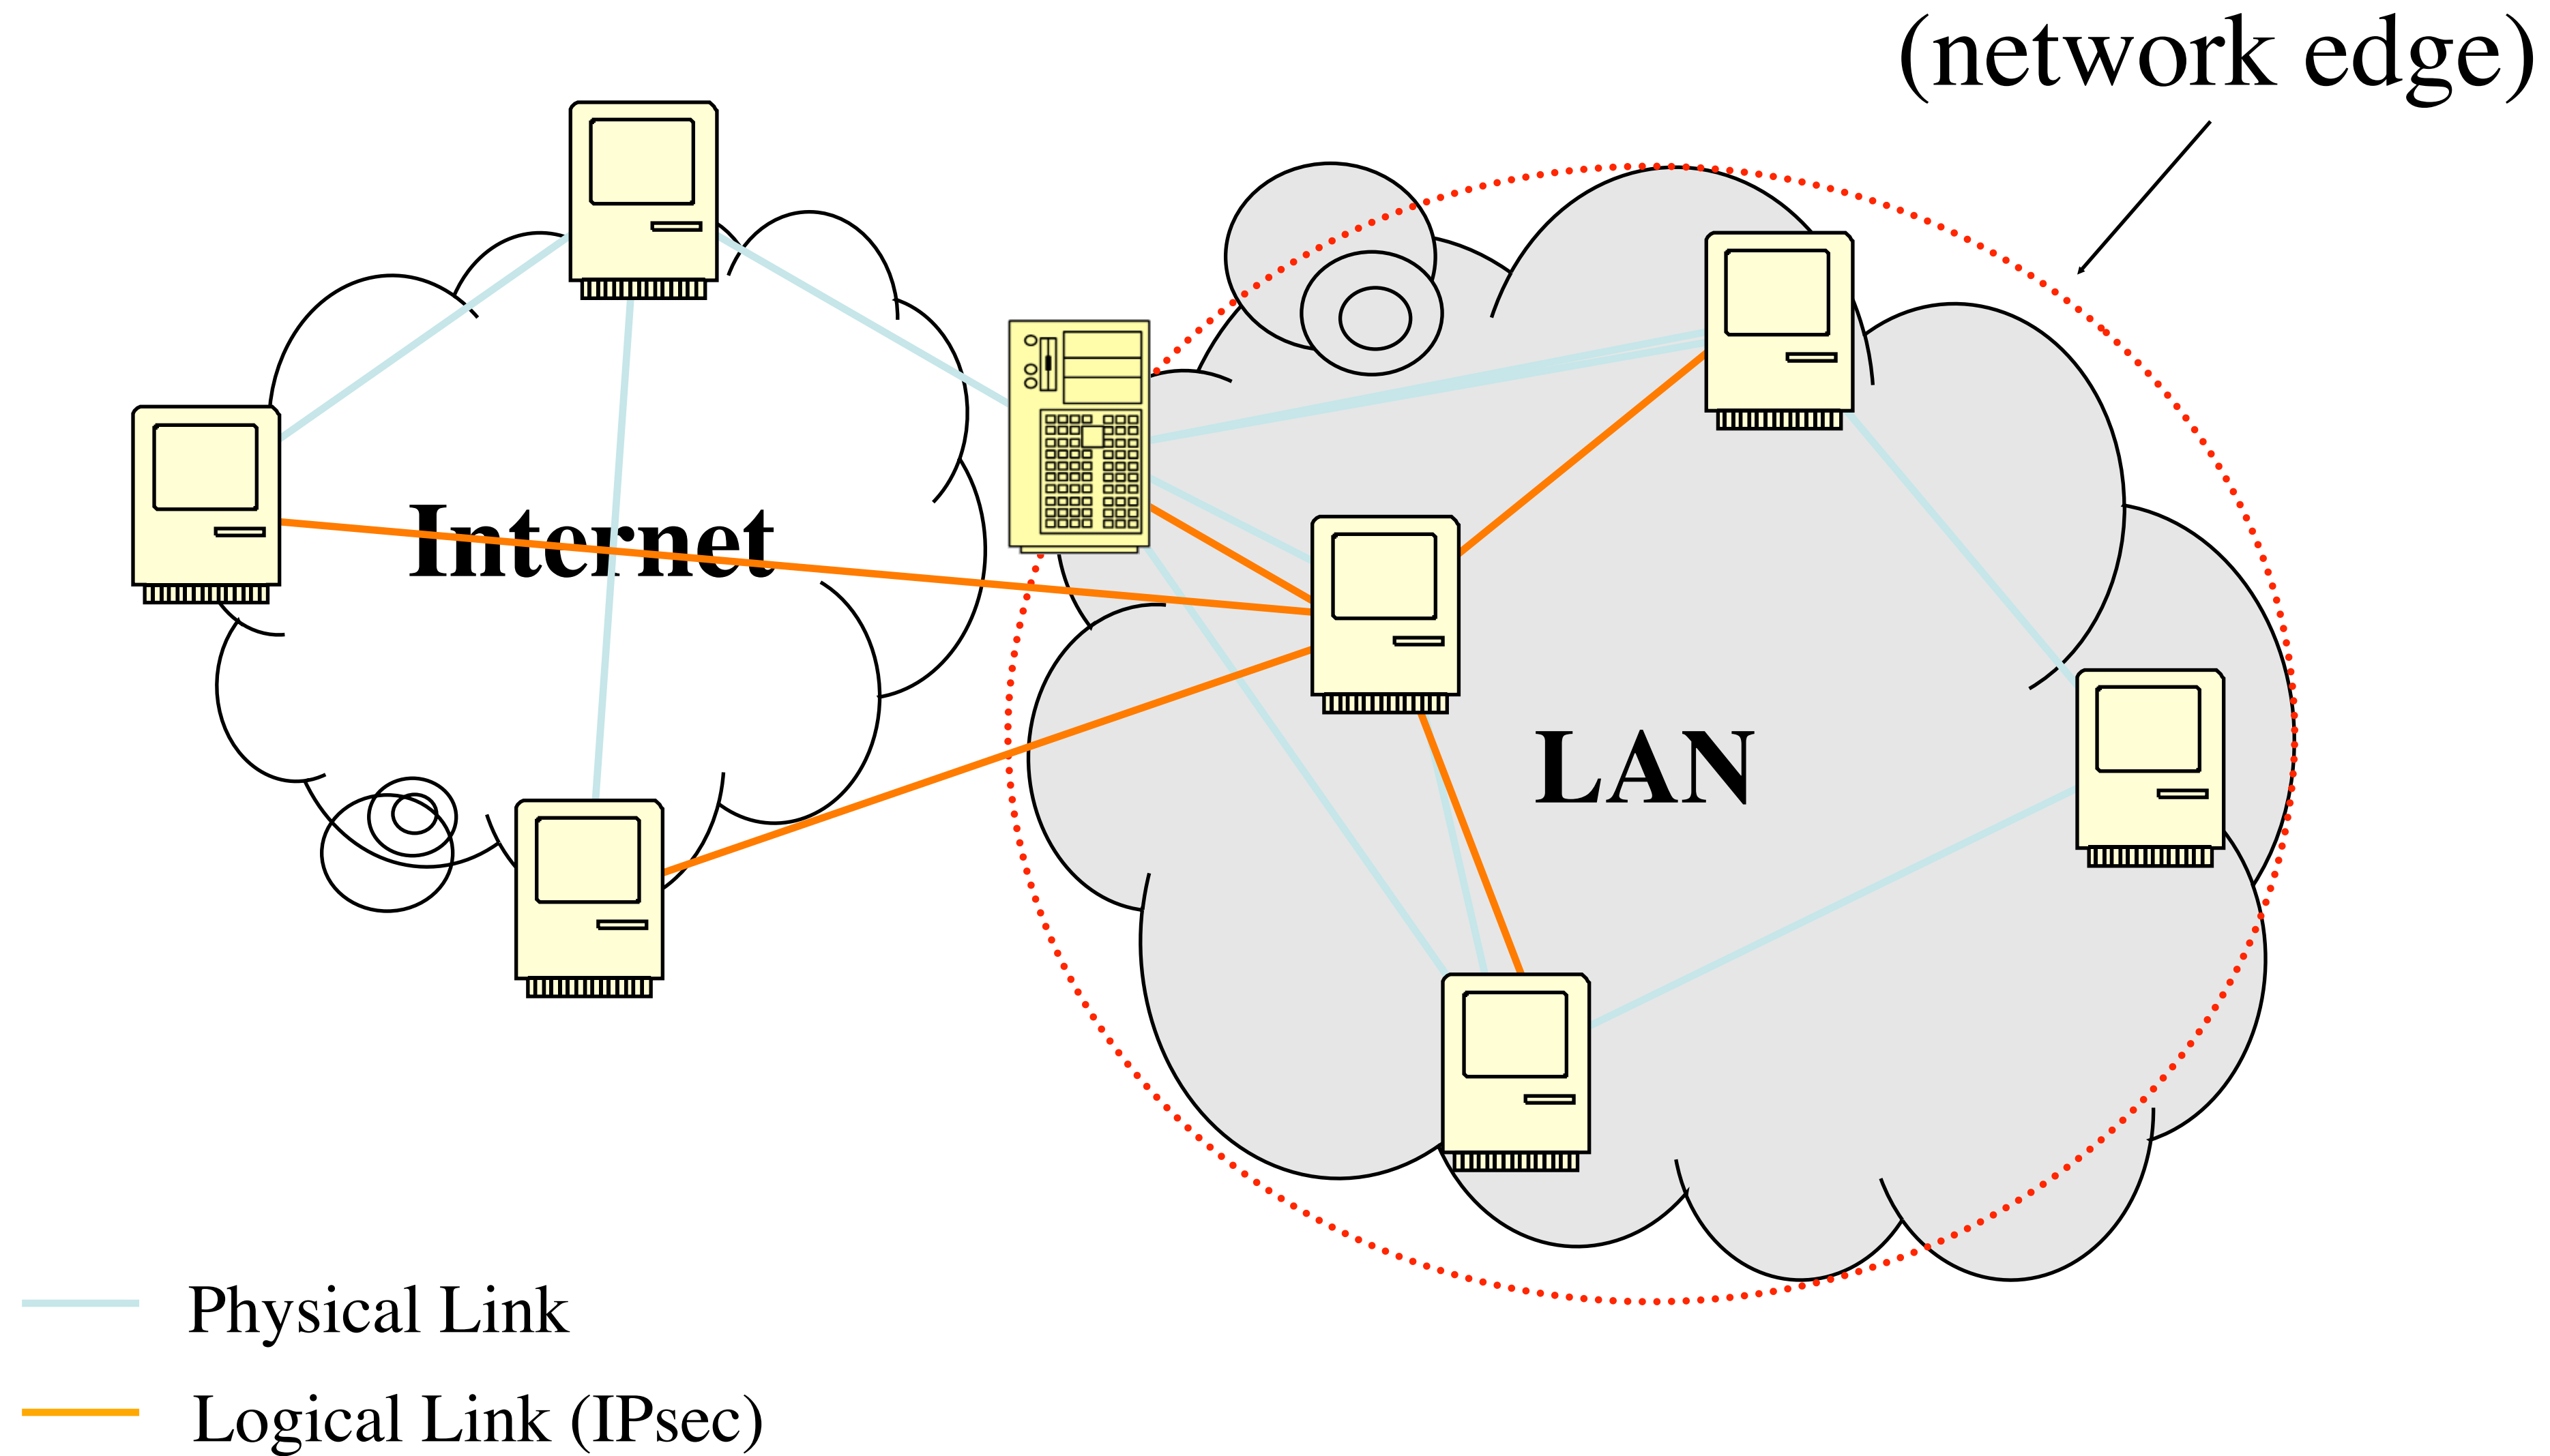 (network edge)
Internet
LAN
Physical Link
Logical Link (IPsec)